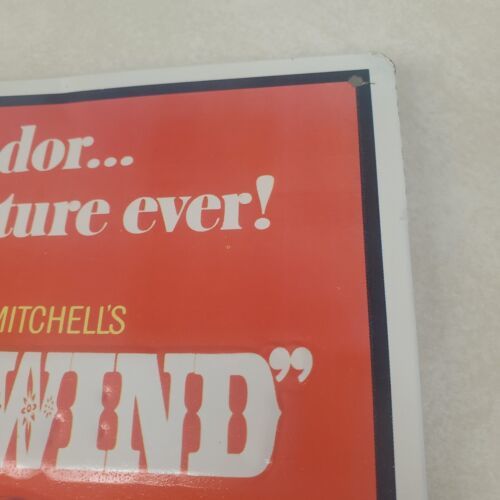 dor...
ture ever!
MITCHELL'S
WIND"